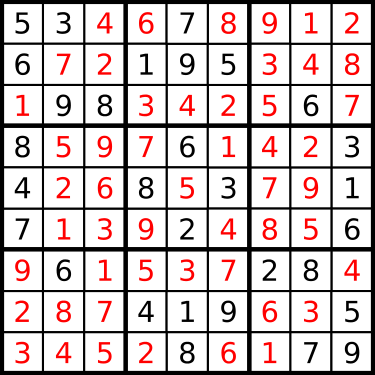 5 3 4 6 7 8 9 1 2
6 7 2 1 9 5 3 4 8
1 9 8 3 4 2 5 6 7
8 5 9 7 6 1 4 2 3
4 2 6 8 5 3 7 9 1
7 1 3 9 2 4 8 5 6
9 6 1 5 3 7 2 8 4
2 8 7 4 1 9 6 3 5
3 4 5 2 8 6 1 7 9